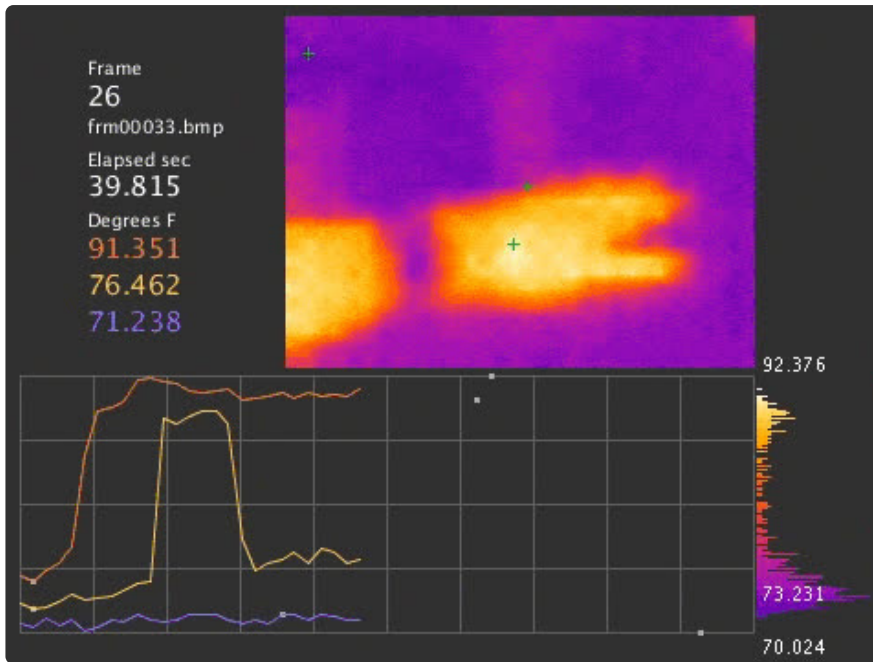 Frame
26
frm00033.bmp
Elapsed sec
39.815
Degrees F
91.351
76.462
71.238
92.376
73.231
70.024